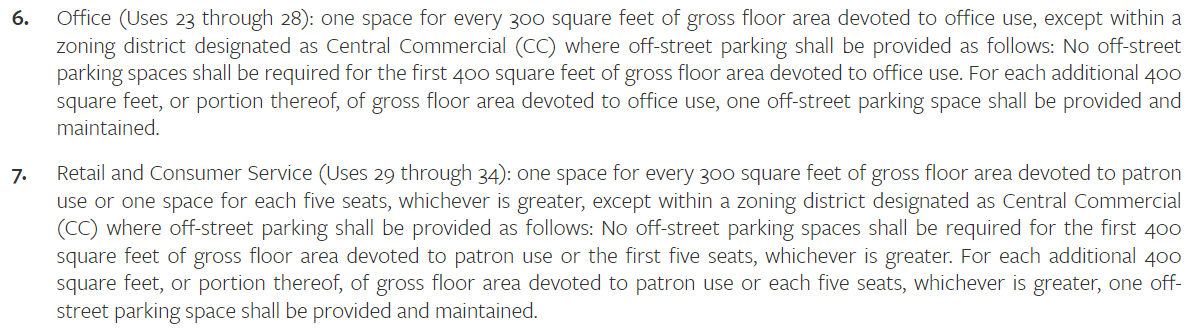 6. Office (Uses 23 through 28): one space for every 300 square feet of gross floor area devoted to office use, except within a
zoning district designated as Central Commercial (CC) where off-street parking shall be provided as follows: No off-street
parking spaces shall be required for the first 400 square feet of gross floor area devoted to office use. For each additional 400
square feet, or portion thereof, of gross floor area devoted to office use, one off-street parking space shall be provided and
maintained.
7. Retail and Consumer Service (Uses 29 through 34): one space for every 300 square feet of gross floor area devoted to patron
use or one space for each five seats, whichever is greater, except within a zoning district designated as Central Commercial
(CC) where off-street parking shall be provided as follows: No off-street parking spaces shall be required for the first 400
square feet of gross floor area devoted to patron use or the first five seats, whichever is greater. For each additional 400
square feet, or portion thereof, of gross floor area devoted to patron use or each five seats, whichever is greater, one off-
street parking space shall be provided and maintained.